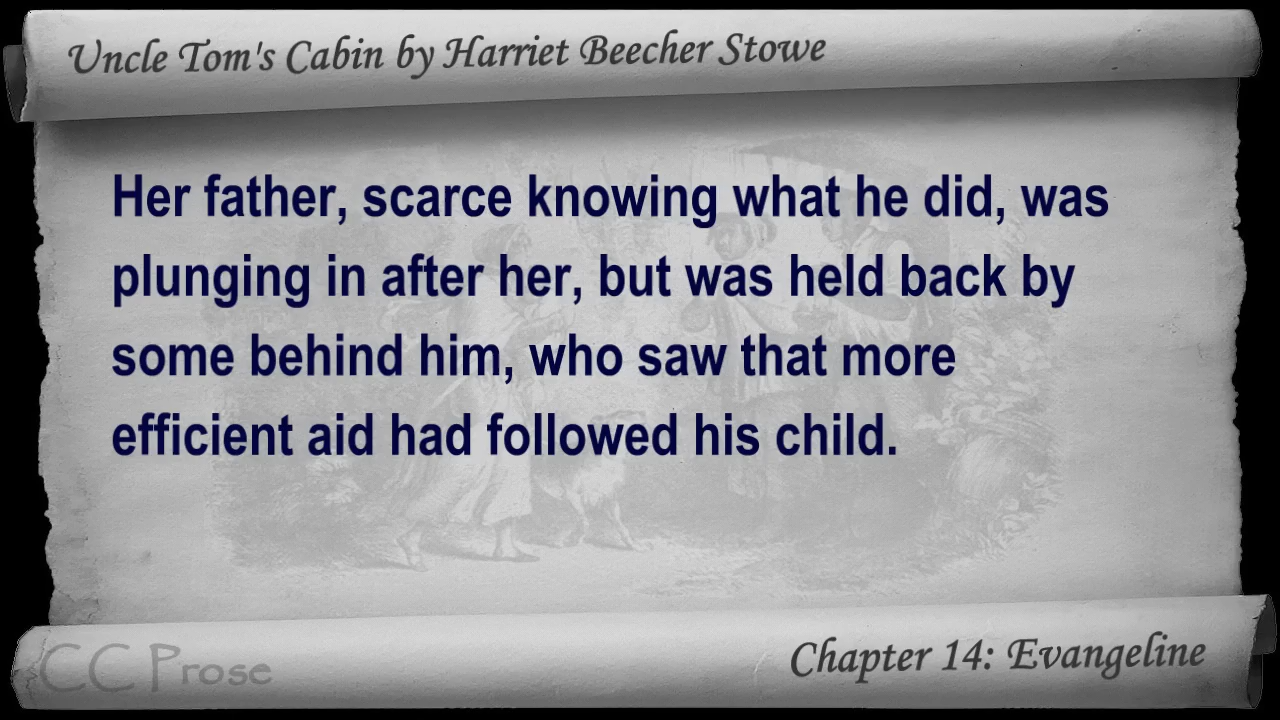 Uncle Tom's Cabin by Harriet Beecher Stowe
Her father, scarce knowing what he did, was
plunging in after her, but was held back by
some behind him, who saw that more
efficient aid had followed his child.
CC Prose
Chapter 14: Evangeline